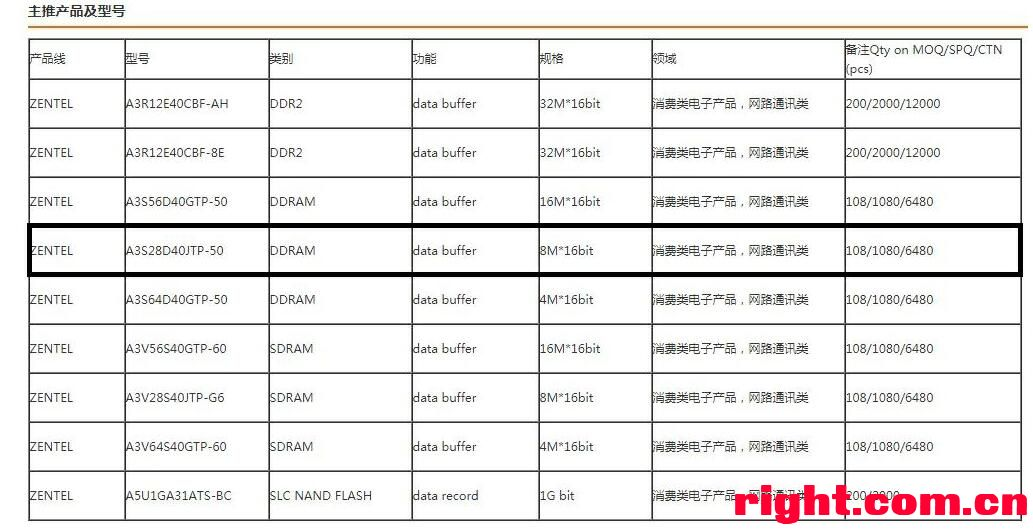 主推产品及型号
产品线 型号 类别 功能 规格 领域 备注Qty on MOQ/SPQ/CTN (pcs)
ZENTEL A3R12E40CBF-AH DDR2 data buffer 32M*16bit 消费类电子产品，网路通讯类 200/2000/12000
ZENTEL A3R12E40CBF-8E DDR2 data buffer 32M*16bit 消费类电子产品，网路通讯类 200/2000/12000
ZENTEL A3S56D40GTP-50 DDRAM data buffer 16M*16bit 消费类电子产品，网路通讯类 108/1080/6480
ZENTEL A3S28D40JTP-50 DDRAM data buffer 8M*16bit 消费类电子产品，网路通讯类 108/1080/6480
ZENTEL A3S64D40GTP-50 DDRAM data buffer 4M*16bit 消费类电子产品，网路通讯类 108/1080/6480
ZENTEL A3V56S40GTP-60 SDRAM data buffer 16M*16bit 消费类电子产品，网路通讯类 108/1080/6480
ZENTEL A3V28S40JTP-G6 SDRAM data buffer 8M*16bit 消费类电子产品，网路通讯类 108/1080/6480
ZENTEL A3V64S40GTP-60 SDRAM data buffer 4M*16bit 消费类电子产品，网路通讯类 108/1080/6480
ZENTEL A5U1GA31ATS-BC SLC NAND FLASH data record 1G bit 消费类电子产品，网路通讯类
right.com.cn